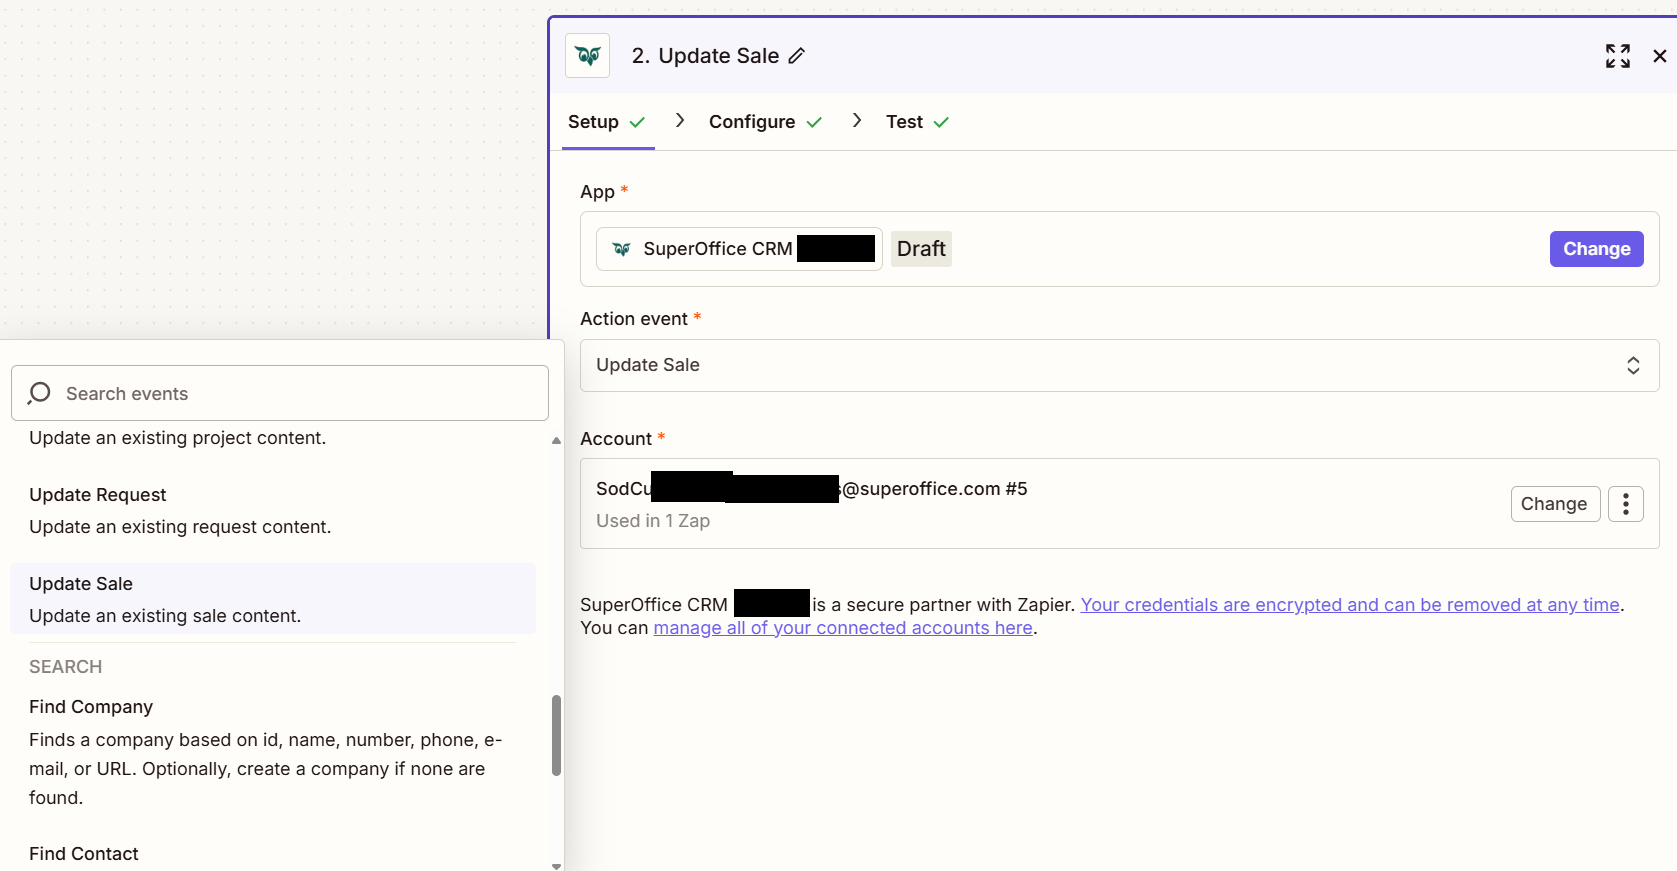 2. Update Sale
Setup
Configure
Test
App *
SuperOffice CRM
Draft
Change
Action event *
Update Sale
Account *
SodCu
@superoffice.com #5
Used in 1 Zap
Change
SuperOffice CRM
is a secure partner with Zapier. Your credentials are encrypted and can be removed at any time.
You can manage all of your connected accounts here.
Search events
Update an existing project content.
Update Request
Update an existing request content.
Update Sale
Update an existing sale content.
SEARCH
Find Company
Finds a company based on id, name, number, phone, e-
mail, or URL. Optionally, create a company if none are
found.
Find Contact